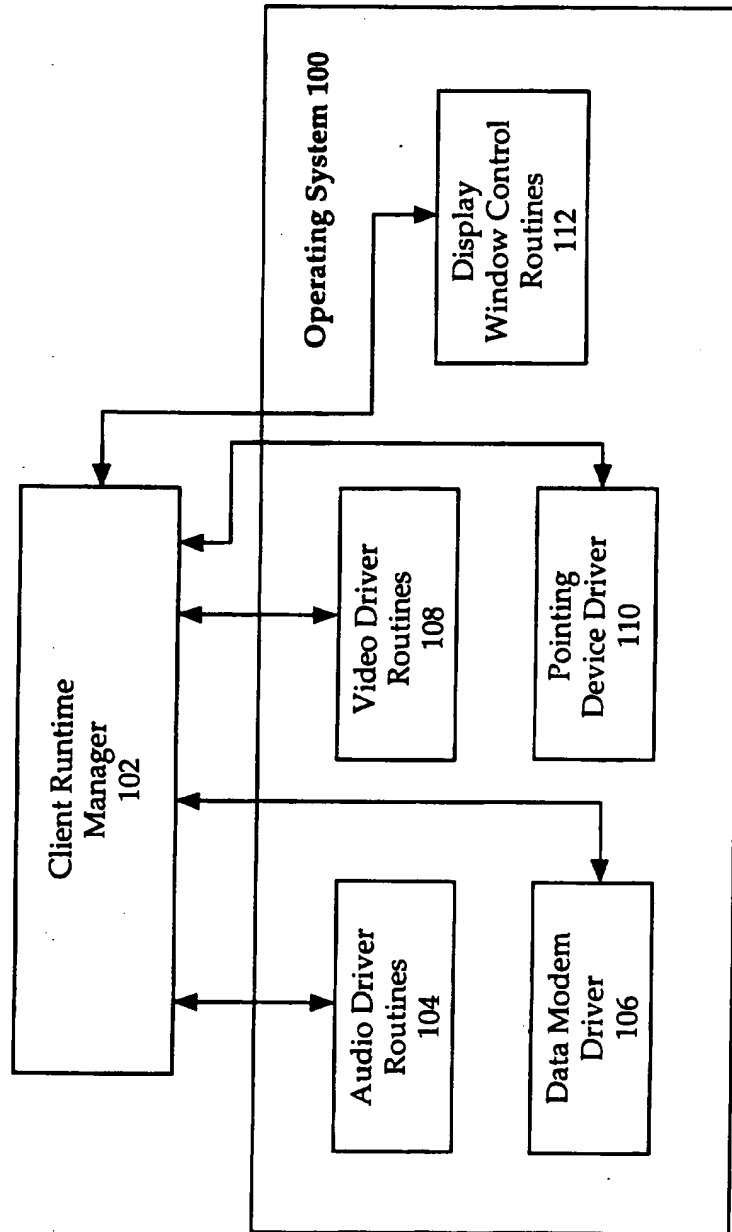 Client Runtime
Manager
102
Operating System 100
Audio Driver
Routines
104
Video Driver
Routines
108
Display
Window Control
Routines
112
Data Modem
Driver
106
Pointing
Device Driver
110